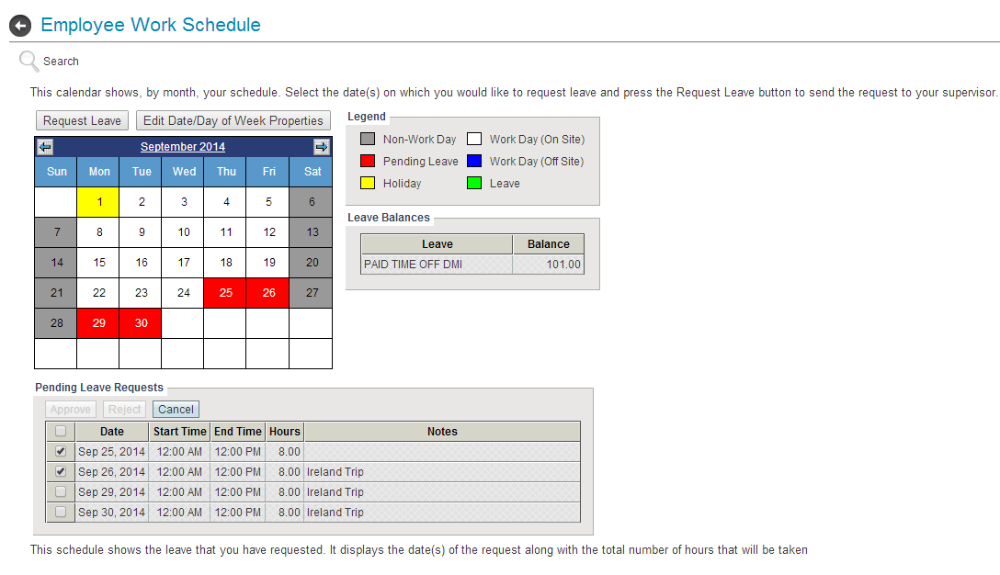 Employee Work Schedule
Search
This calendar shows, by month, your schedule. Select the date(s) on which you would like to request leave and press the Request Leave button to send the request to your supervisor.
Request Leave Edit Date/Day of Week Properties
September 2014
Sun Mon Tue Wed Thu Fri Sat
1 2 3 4 5 6
7 8 9 10 11 12 13
14 15 16 17 18 19 20
21 22 23 24 25 26 27
28 29 30
Legend
Non-Work Day Work Day (On Site)
Pending Leave Work Day (Off Site)
Holiday Leave
Leave Balances
Leave Balance
PAID TIME OFF DMI 101.00
Pending Leave Requests
Approve Reject Cancel
Date Start Time End Time Hours Notes
Sep 25, 2014 12:00 AM 12:00 PM 8.00
Sep 26, 2014 12:00 AM 12:00 PM 8.00 Ireland Trip
Sep 29, 2014 12:00 AM 12:00 PM 8.00 Ireland Trip
Sep 30, 2014 12:00 AM 12:00 PM 8.00 Ireland Trip
This schedule shows the leave that you have requested. It displays the date(s) of the request along with the total number of hours that will be taken